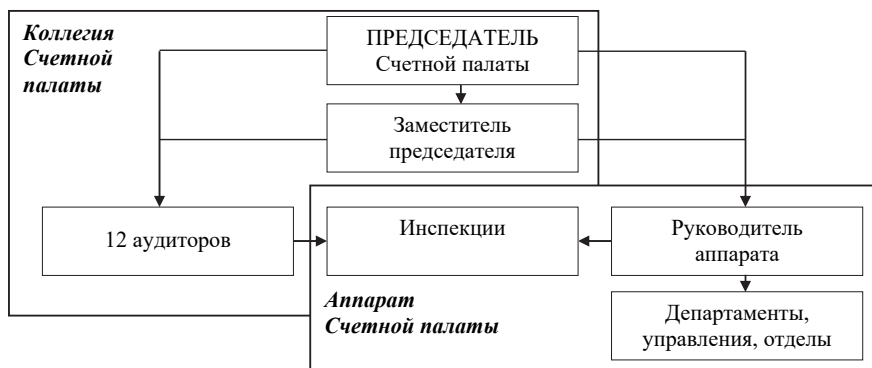 Коллегия
Счетной
палаты
ПРЕДСЕДАТЕЛЬ
Счетной палаты
Заместитель
председателя
12 аудиторов
Инспекции
Руководитель
аппарата
Аппарат
Счетной палаты
Департаменты,
управления, отделы